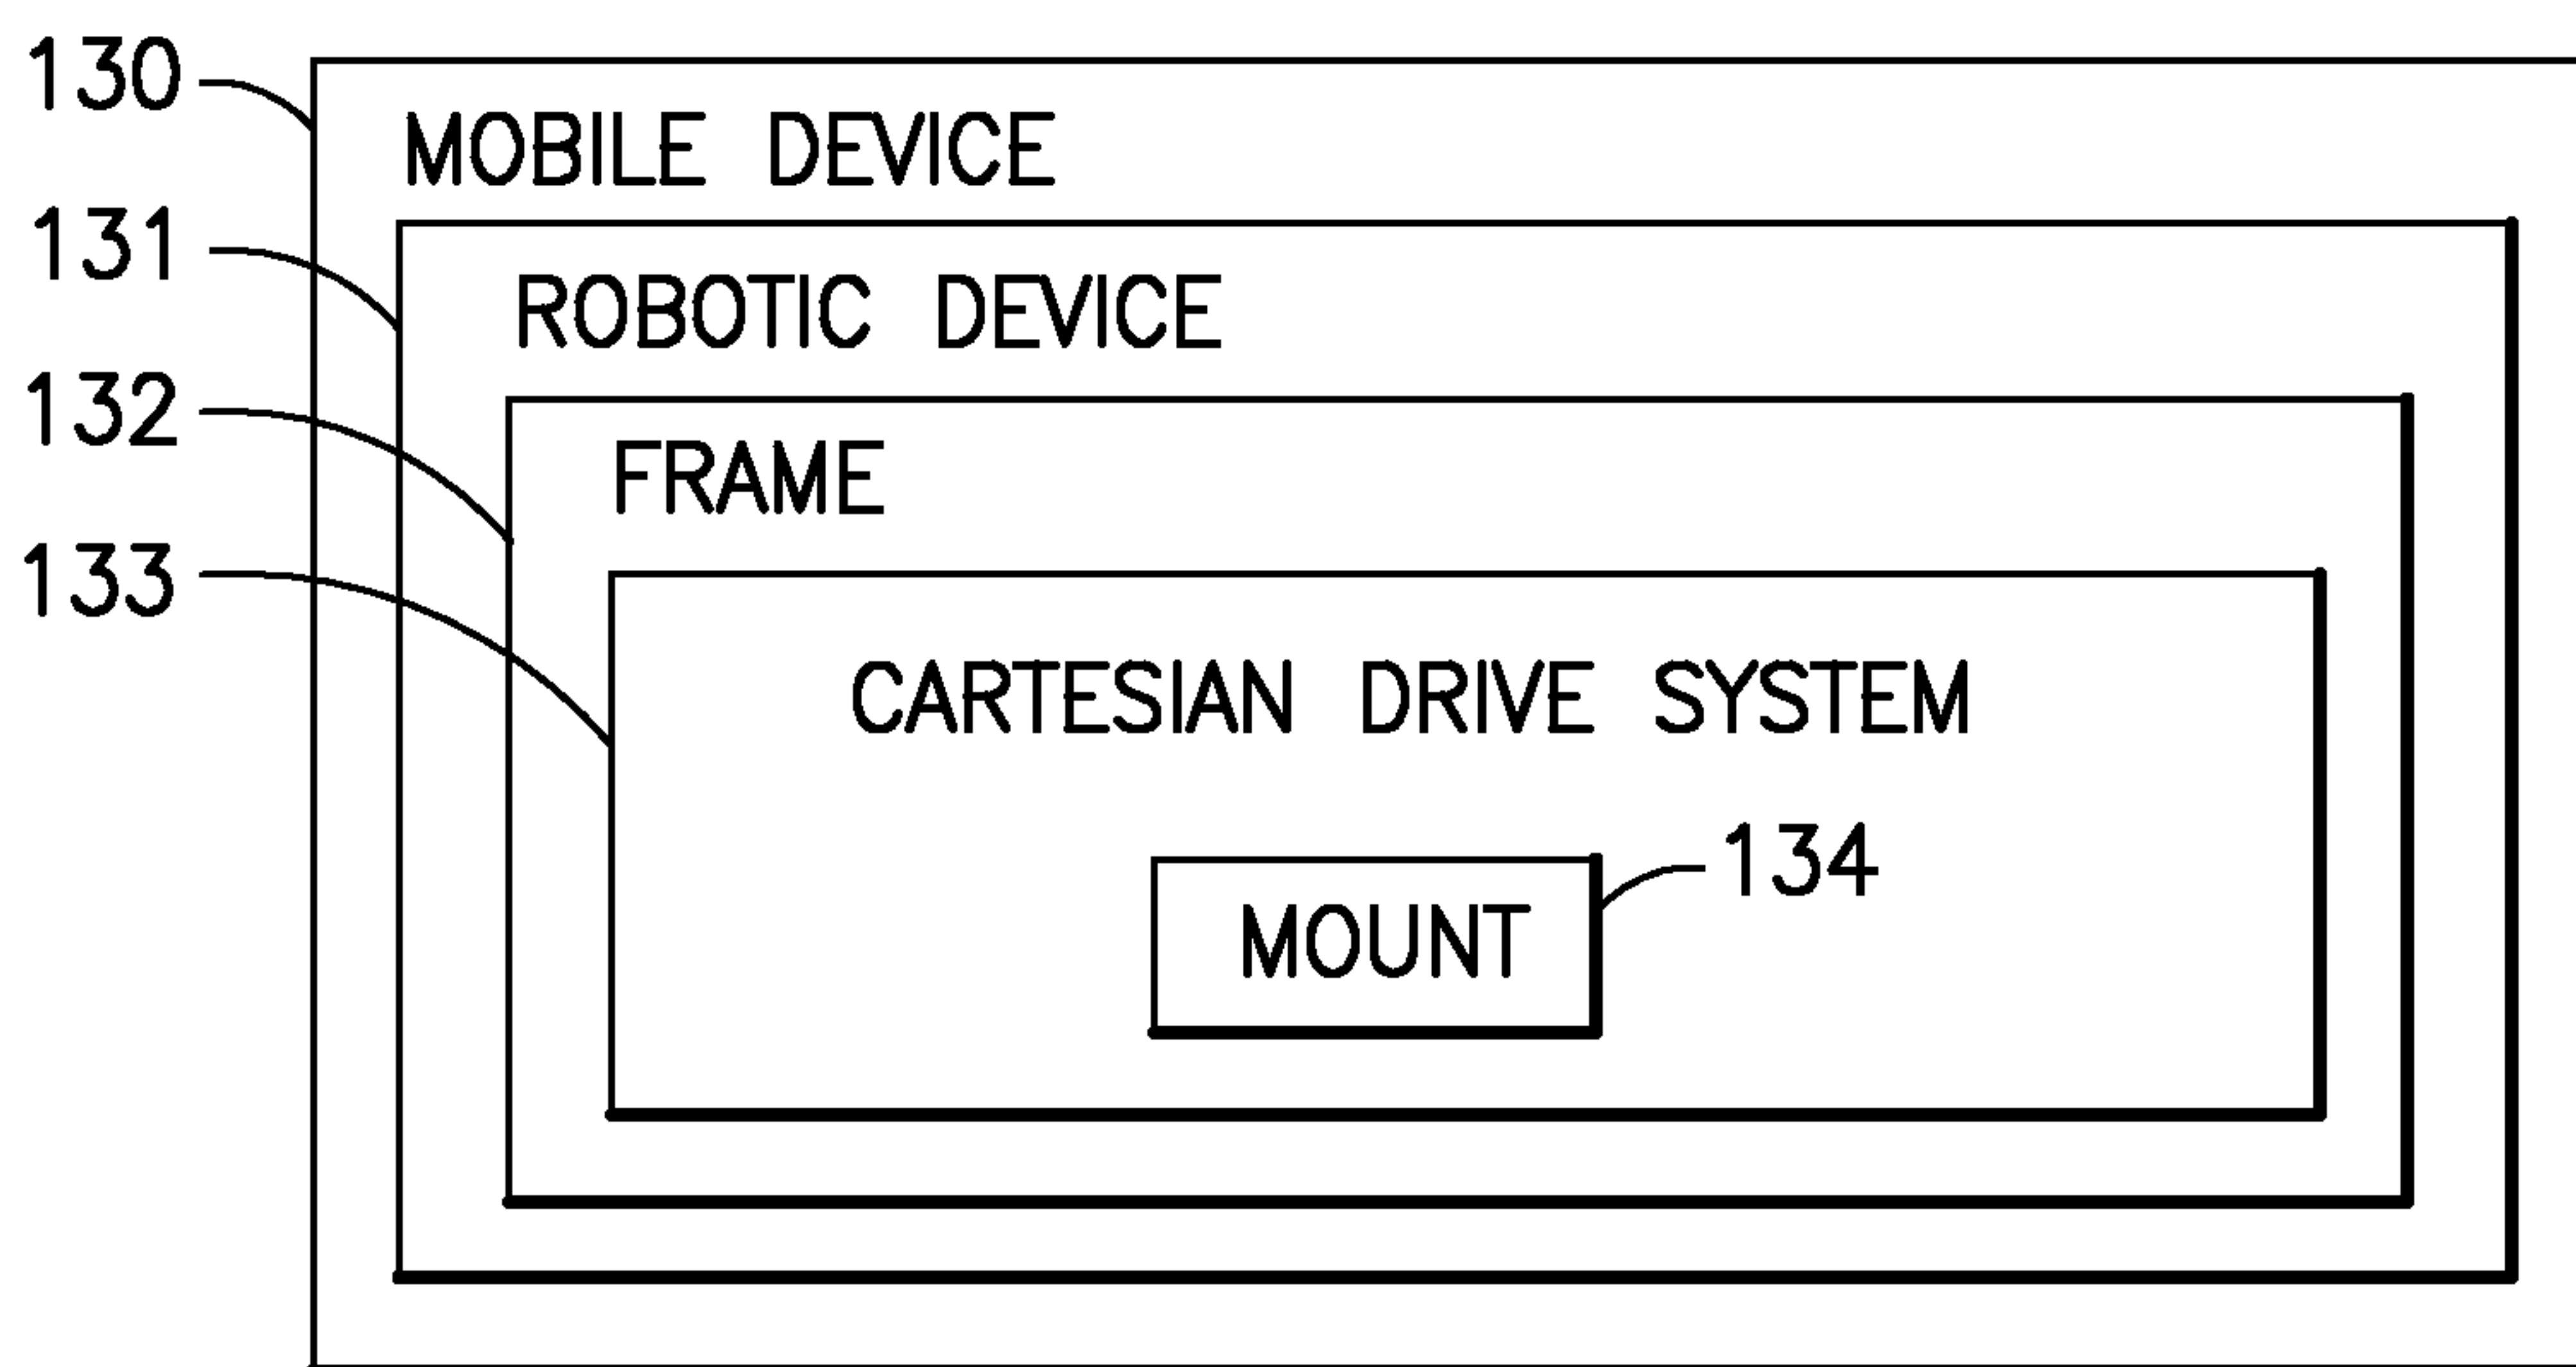 130
MOBILE DEVICE
131
ROBOTIC DEVICE
132
FRAME
133
CARTESIAN DRIVE SYSTEM
134
MOUNT